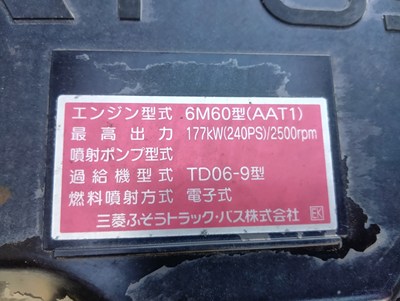 エンジン型式 6M60型(AAT1)
最高出力 177kW(240PS)/2500rpm
噴射ポンプ型式
過給機型式 TD06-9型
燃料噴射方式 電子式
三菱ふそうトラック・バス株式会社 EK